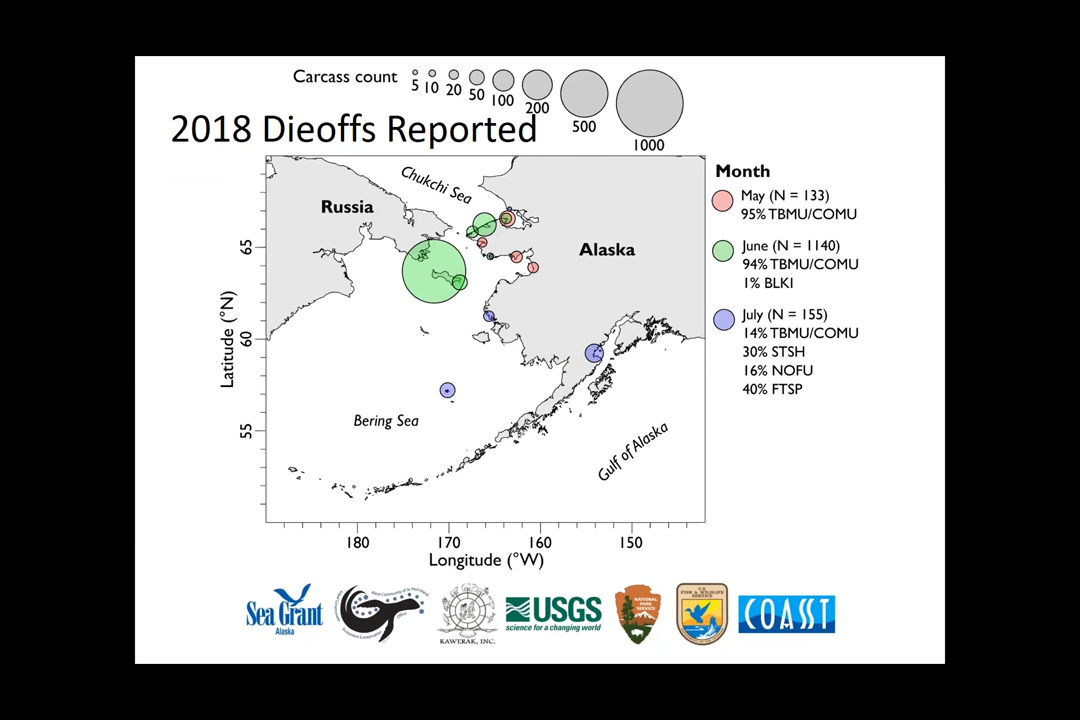 Carcass count
5 10 20 50 100 200 500 1000
2018 Dieoffs Reported
Chukchi Sea
Russia
Alaska
Bering Sea
Gulf of Alaska
Latitude (°N)
65
60
55
180 170 160 150
Longitude (°W)
Month
May (N = 133)
95% TBMU/COMU
June (N = 1140)
94% TBMU/COMU
1% BLKI
July (N = 155)
14% TBMU/COMU
30% STSH
16% NOFU
40% FTSP
Sea Grant
Alaska
KAWERAK, INC.
USGS
science for a changing world
NATIONAL
PARK
SERVICE
U.S.
FISH & WILDLIFE
SERVICE
COASST